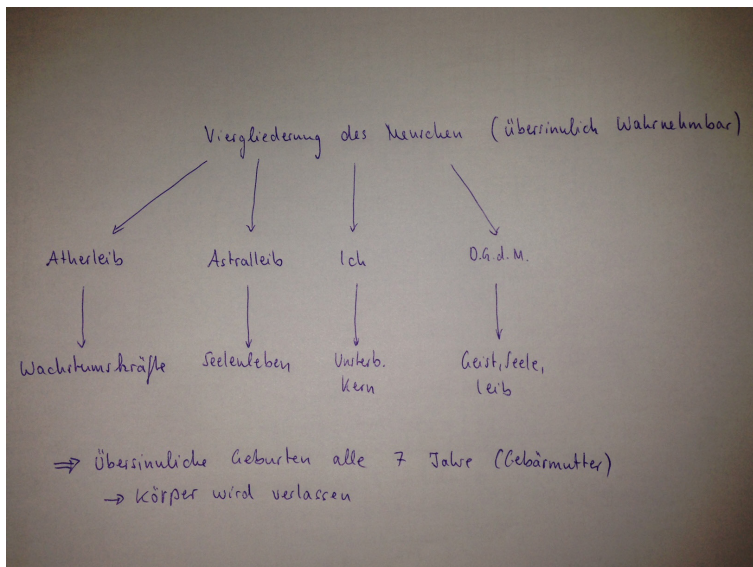 Viergliederung des Menschen (übersinnlich Wahrnehmbar)
Ätherleib Astralleib Ich D.G.d.M.
Wachstumskräfte Seelenleben Unsterb. Geist, Seele,
Kern Leib
⇒ Übersinnliche Geburten alle 7 Jahre (Gebärmutter)
→ Körper wird verlassen